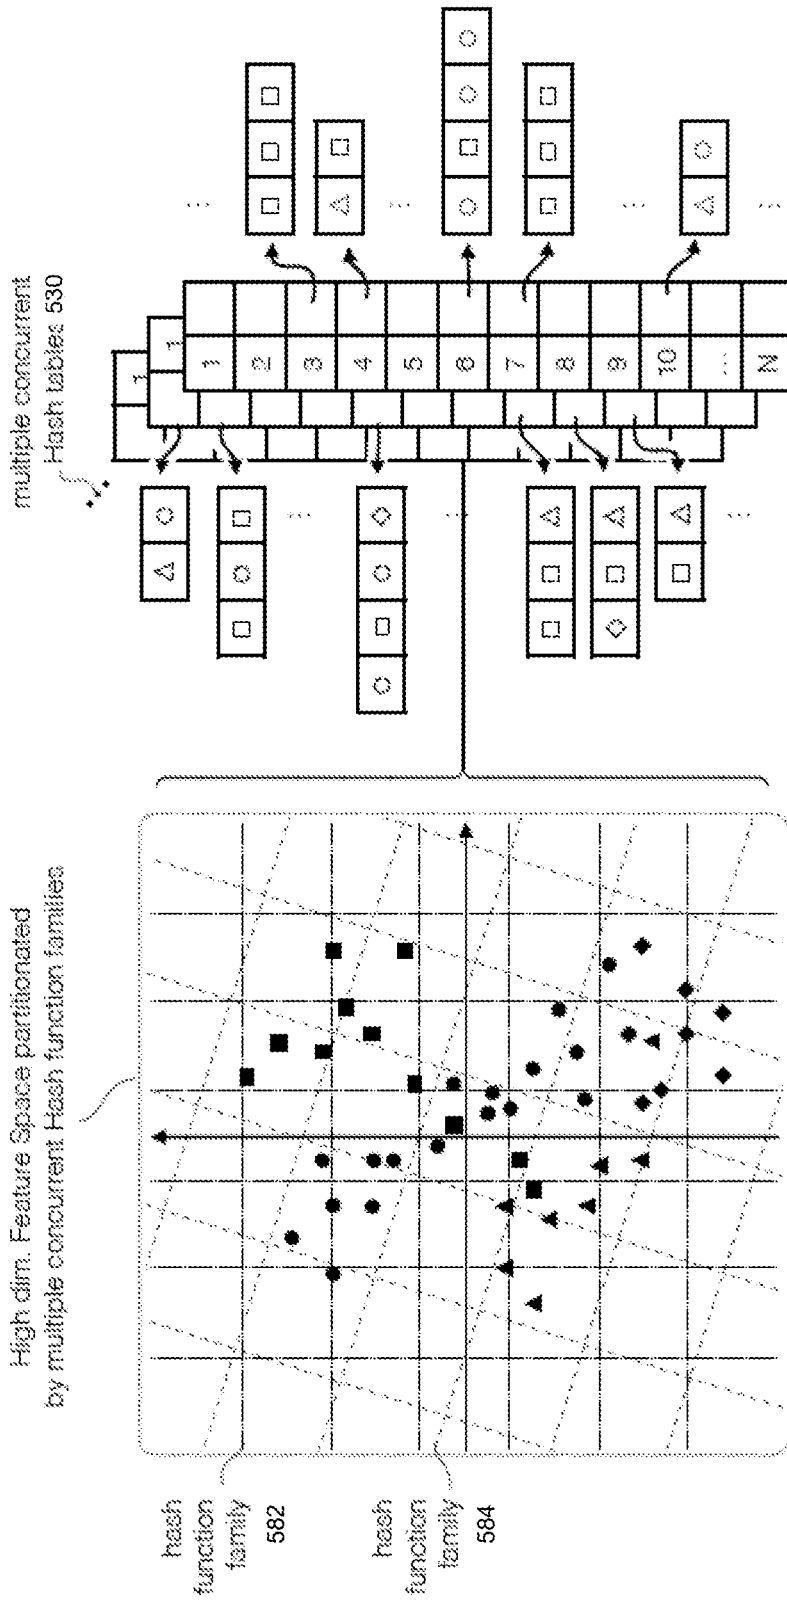 High dim. Feature Space partitionated
by multiple concurrent Hash function families
multiple concurrent
Hash tables 530
hash
function
family
582
hash
function
family
584
1
1
1
2
3
4
5
6
7
8
9
10
...
N